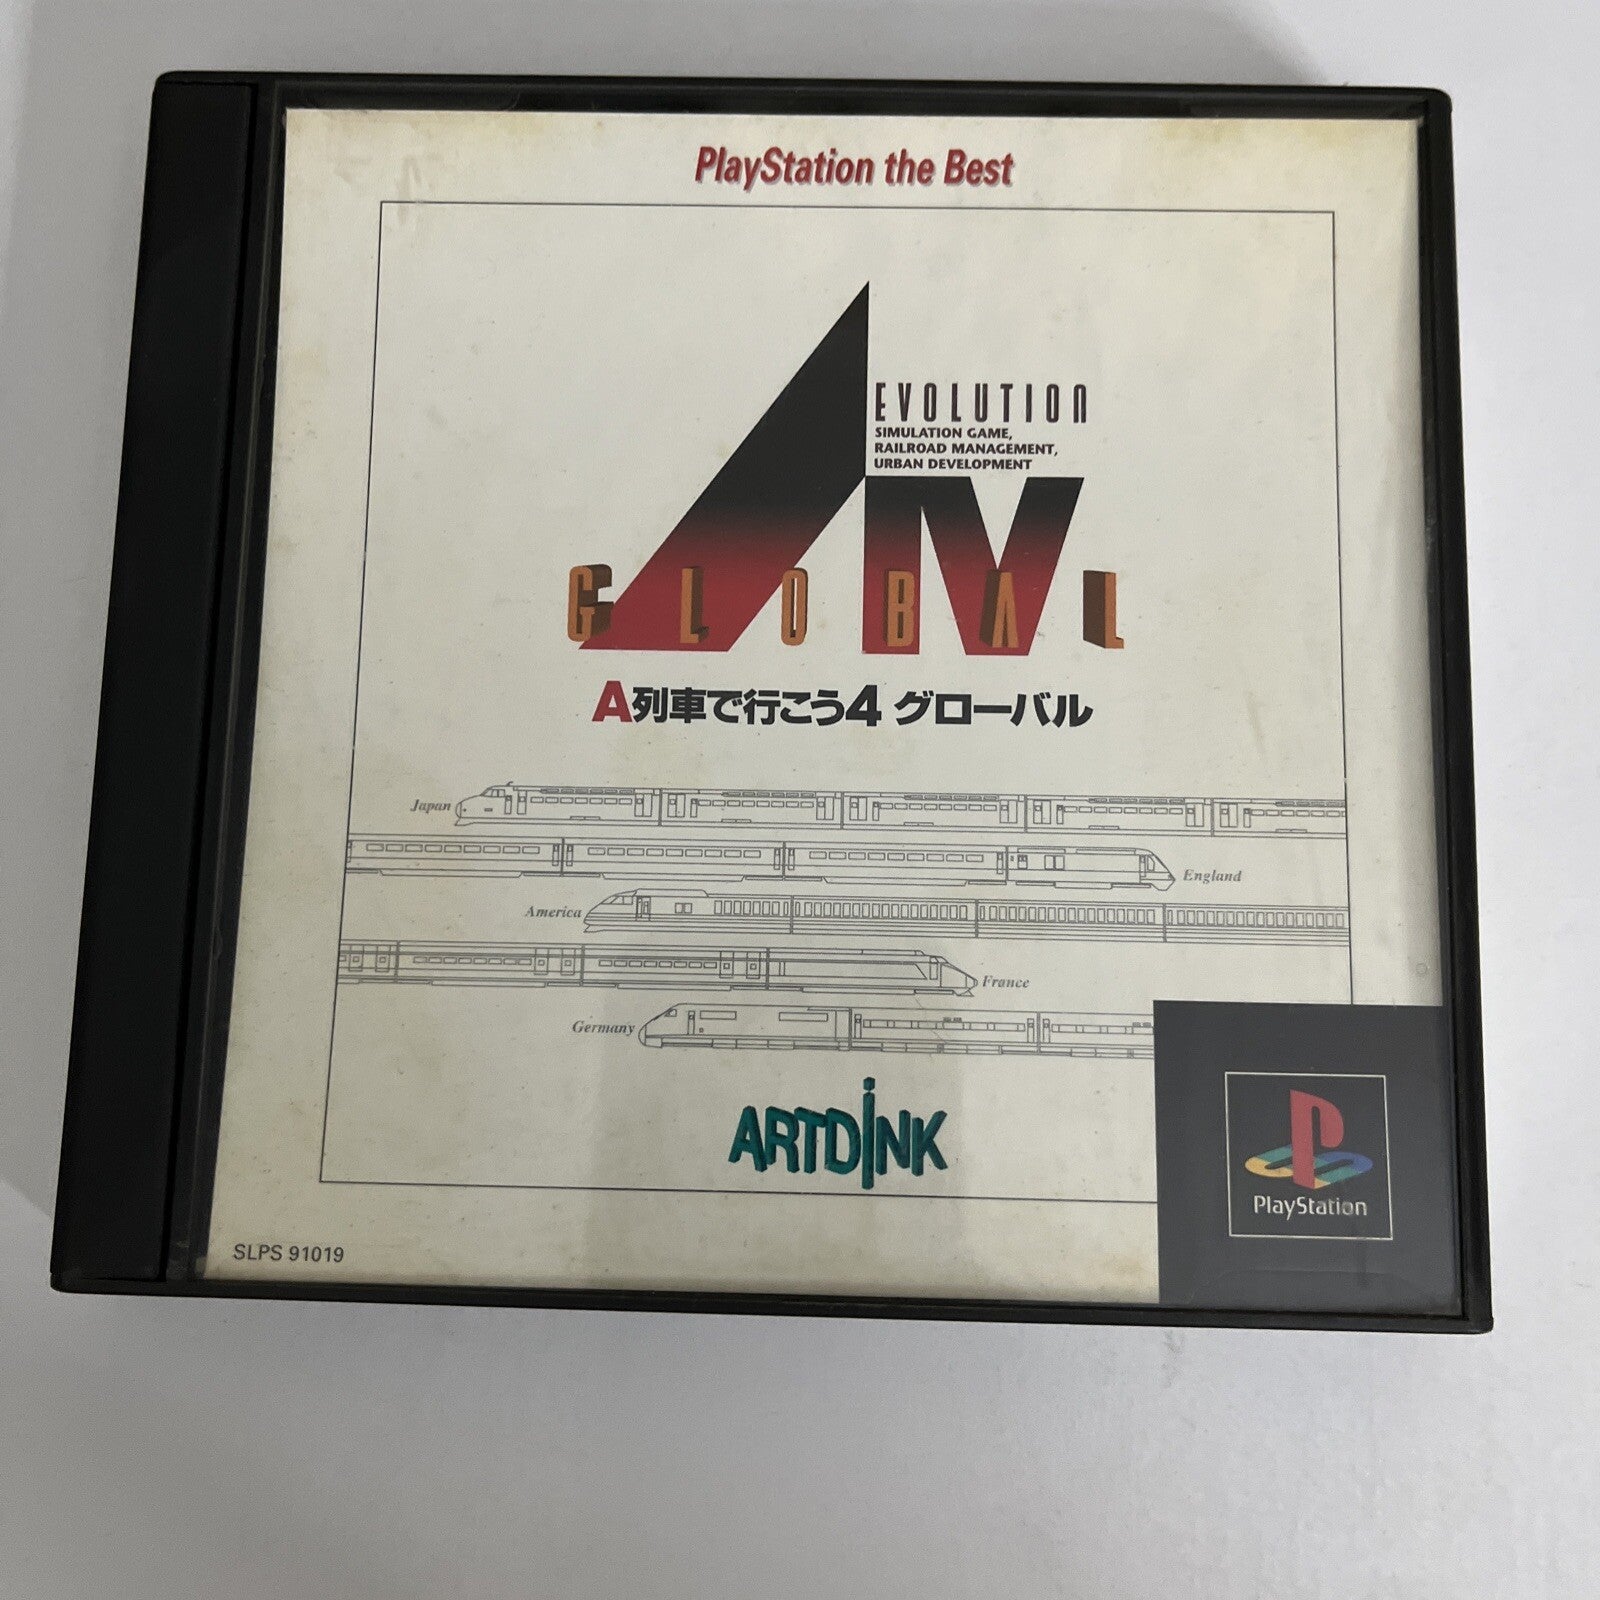 PlayStation the Best
EVOLUTION
SIMULATION GAME,
RAILROAD MANAGEMENT,
URBAN DEVELOPMENT
AIV
GLOBAL
A列車で行こう4 グローバル
Japan
England
America
France
Germany
ARTDINK
PlayStation
SLPS 91019